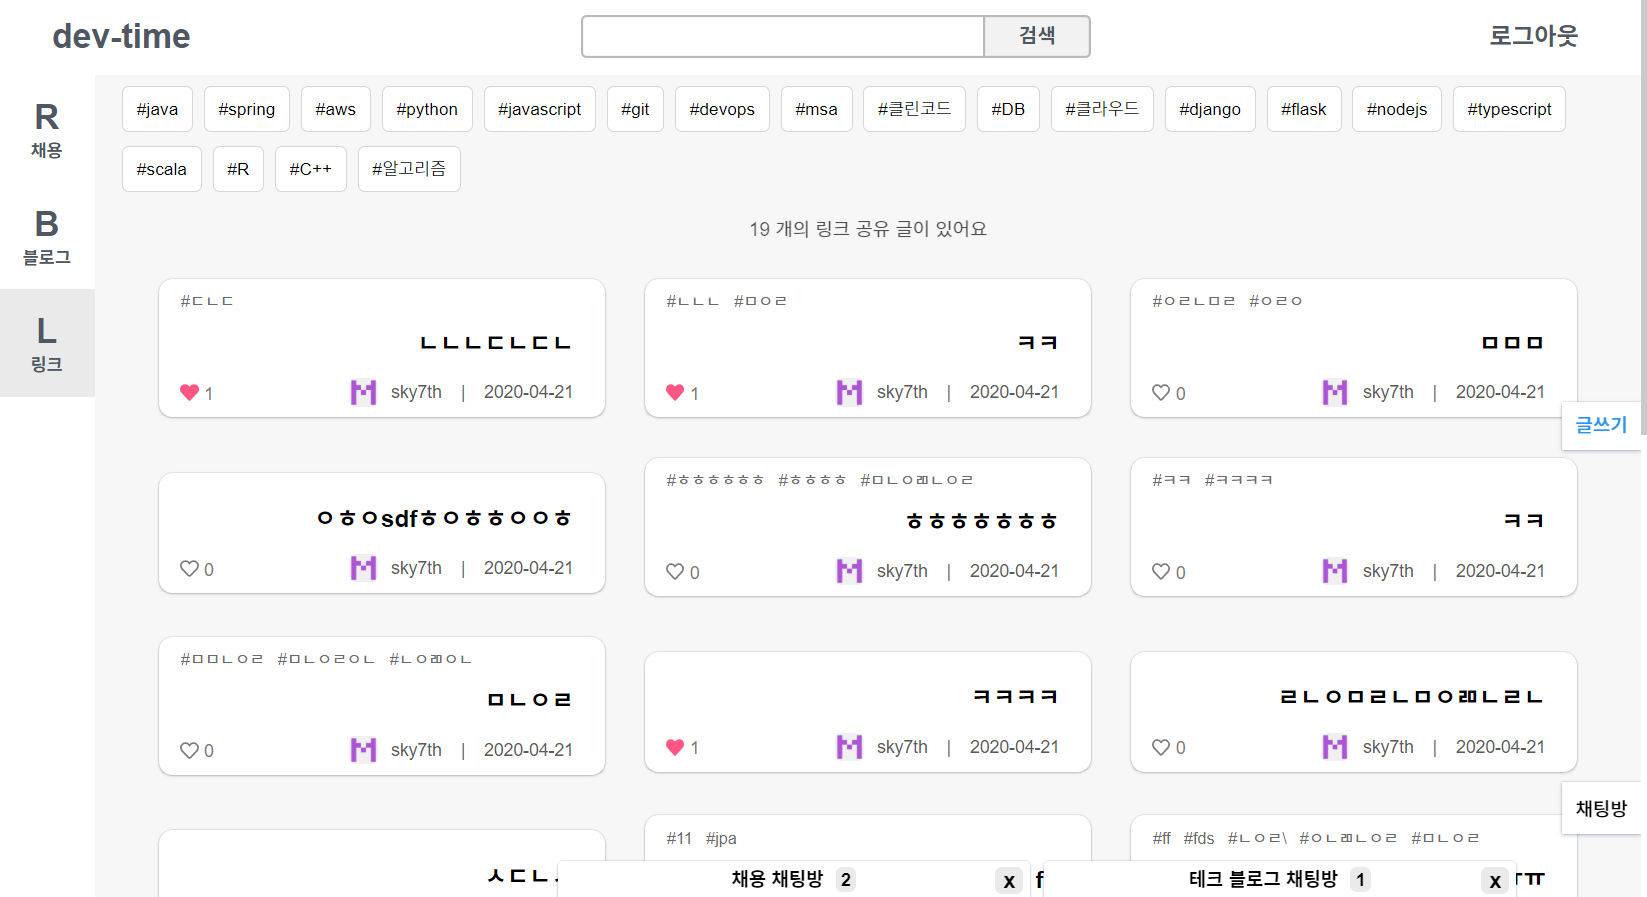 dev-time
검색
로그아웃
R
채용
B
블로그
L
링크
#java #spring #aws #python #javascript #git #devops #msa #클린코드 #DB #클라우드 #django #flask #nodejs #typescript
#scala #R #C++ #알고리즘
19 개의 링크 공유 글이 있어요
#ㄷㄴㄷ
ㄴㄴㄴㄷㄴㄷㄴ
1 sky7th | 2020-04-21
#ㄴㄴㄴ #ㅁㅇㄹ
ㅋㅋ
1 sky7th | 2020-04-21
#ㅇㄹㄴㅁㄹ #ㅇㄹㅇ
ㅁㅁㅁ
0 sky7th | 2020-04-21
글쓰기
ㅇㅎㅇsdfㅎㅇㅎㅎㅇㅇㅎ
0 sky7th | 2020-04-21
#ㅎㅎㅎㅎㅎㅎ #ㅎㅎㅎㅎ #ㅁㄴㅇㄻㄴㅇㄹ
ㅎㅎㅎㅎㅎㅎㅎ
0 sky7th | 2020-04-21
#ㅋㅋ #ㅋㅋㅋㅋ
ㅋㅋ
0 sky7th | 2020-04-21
#ㅁㅁㄴㅇㄹ #ㅁㄴㅇㄹㅇㄴ #ㄴㅇㄻㅇㄴ
ㅁㄴㅇㄹ
0 sky7th | 2020-04-21
ㅋㅋㅋㅋ
1 sky7th | 2020-04-21
ㄹㄴㅇㅁㄹㄴㅁㅇㄻㄴㄹㄴ
0 sky7th | 2020-04-21
채팅방
ㅅㄷㄴ
#11 #jpa
f
#ff #fds #ㄴㅇㄹ\ #ㅇㄴㄻㄴㅇㄹ #ㅁㄴㅇㄹ
ㅠ
채용 채팅방 2 x
테크 블로그 채팅방 1 x